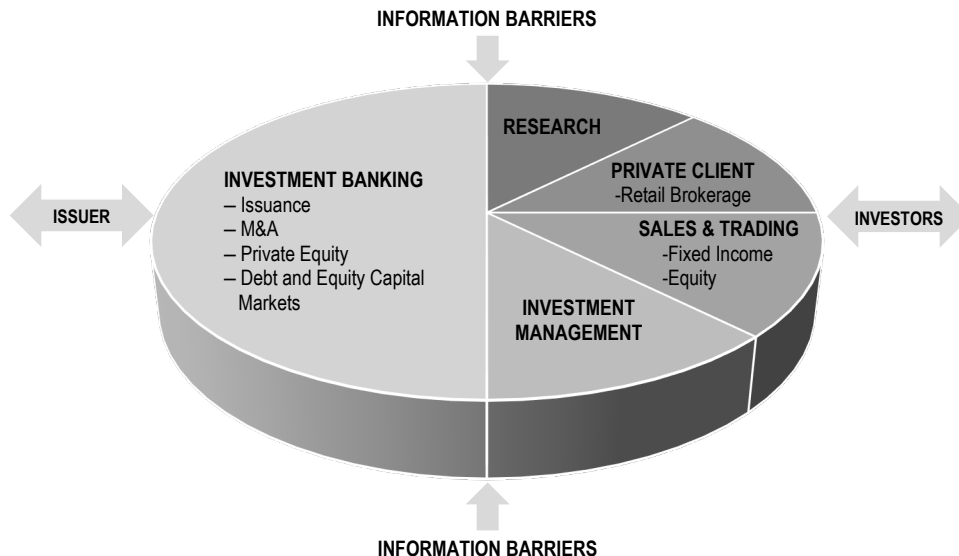 INFORMATION BARRIERS
RESEARCH
PRIVATE CLIENT
-Retail Brokerage
INVESTMENT BANKING
– Issuance
– M&A
– Private Equity
– Debt and Equity Capital
Markets
ISSUER
INVESTORS
SALES & TRADING
-Fixed Income
-Equity
INVESTMENT
MANAGEMENT
INFORMATION BARRIERS